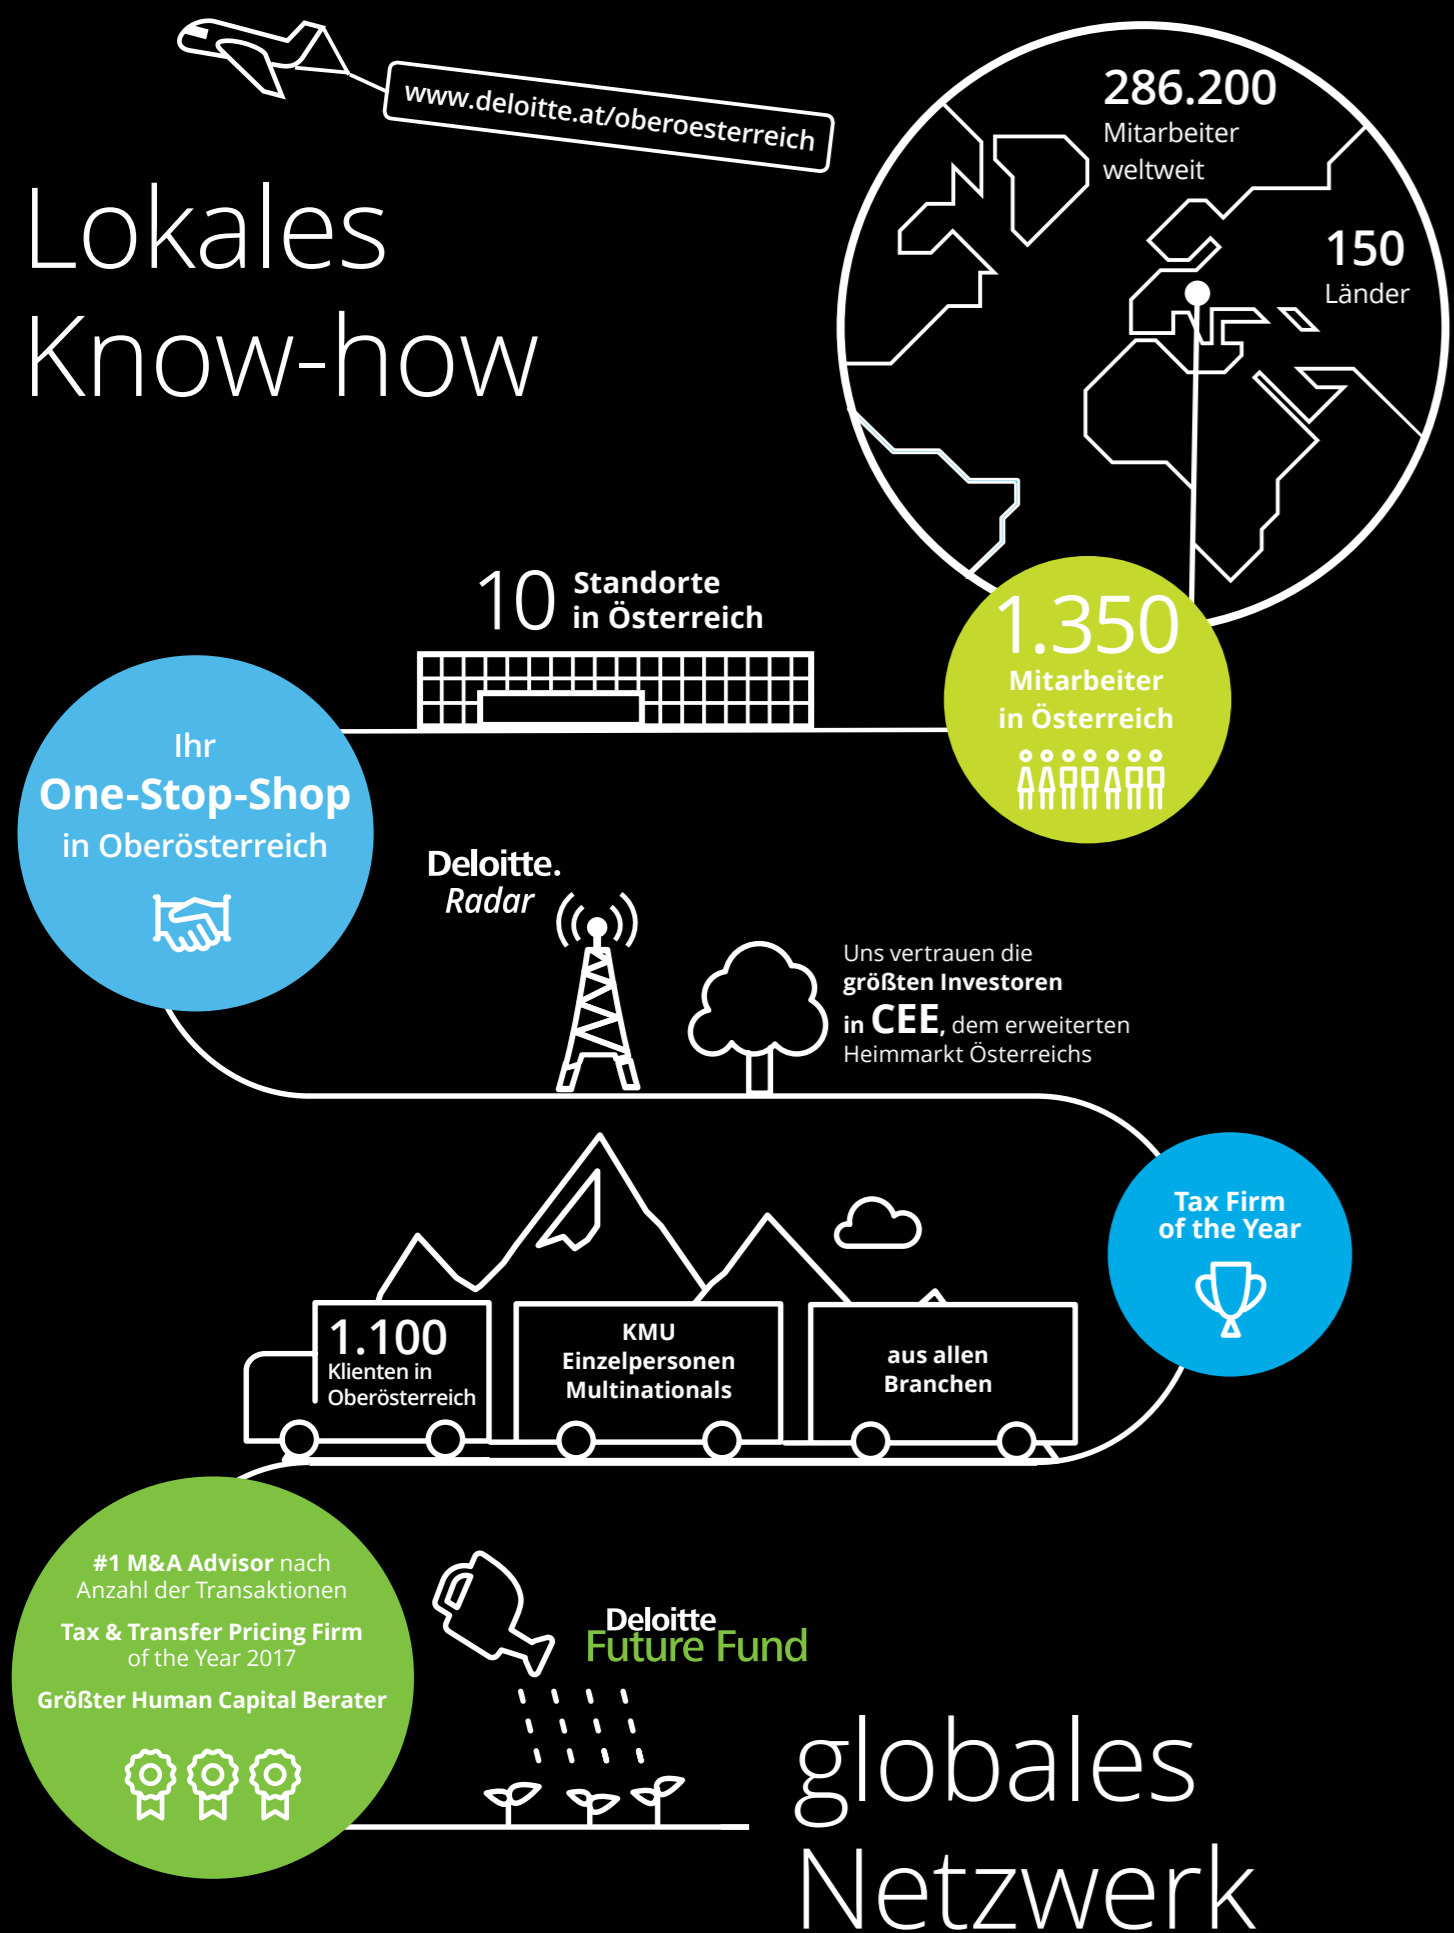 www.deloitte.at/oberoesterreich
286.200
Mitarbeiter
weltweit
Lokales
Know-how
150
Länder
10 Standorte
in Österreich
1.350
Mitarbeiter
in Österreich
Ihr
One-Stop-Shop
in Oberösterreich
Deloitte.
Radar
Uns vertrauen die
größten Investoren
in CEE, dem erweiterten
Heimmarkt Österreichs
Tax Firm
of the Year
1.100
Klienten in
Oberösterreich
KMU
Einzelpersonen
Multinationals
aus allen
Branchen
#1 M&A Advisor nach
Anzahl der Transaktionen
Tax & Transfer Pricing Firm
of the Year 2017
Größter Human Capital Berater
Deloitte
Future Fund
globales
Netzwerk